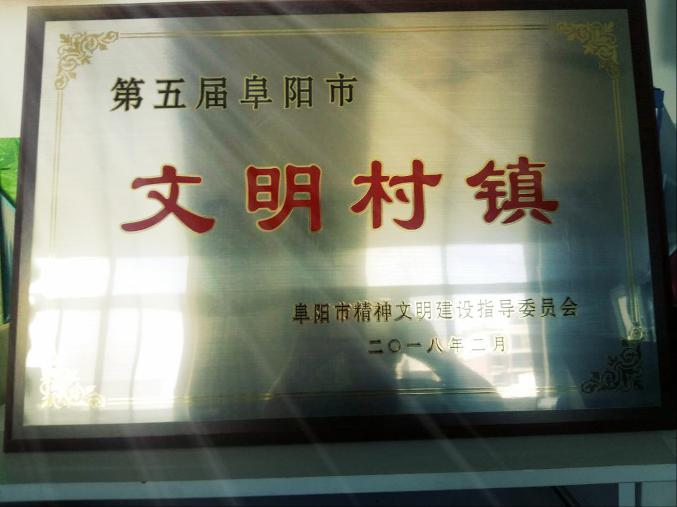 第五届阜阳市
文明村镇
阜阳市精神文明建设指导委员会
二〇一八年二月